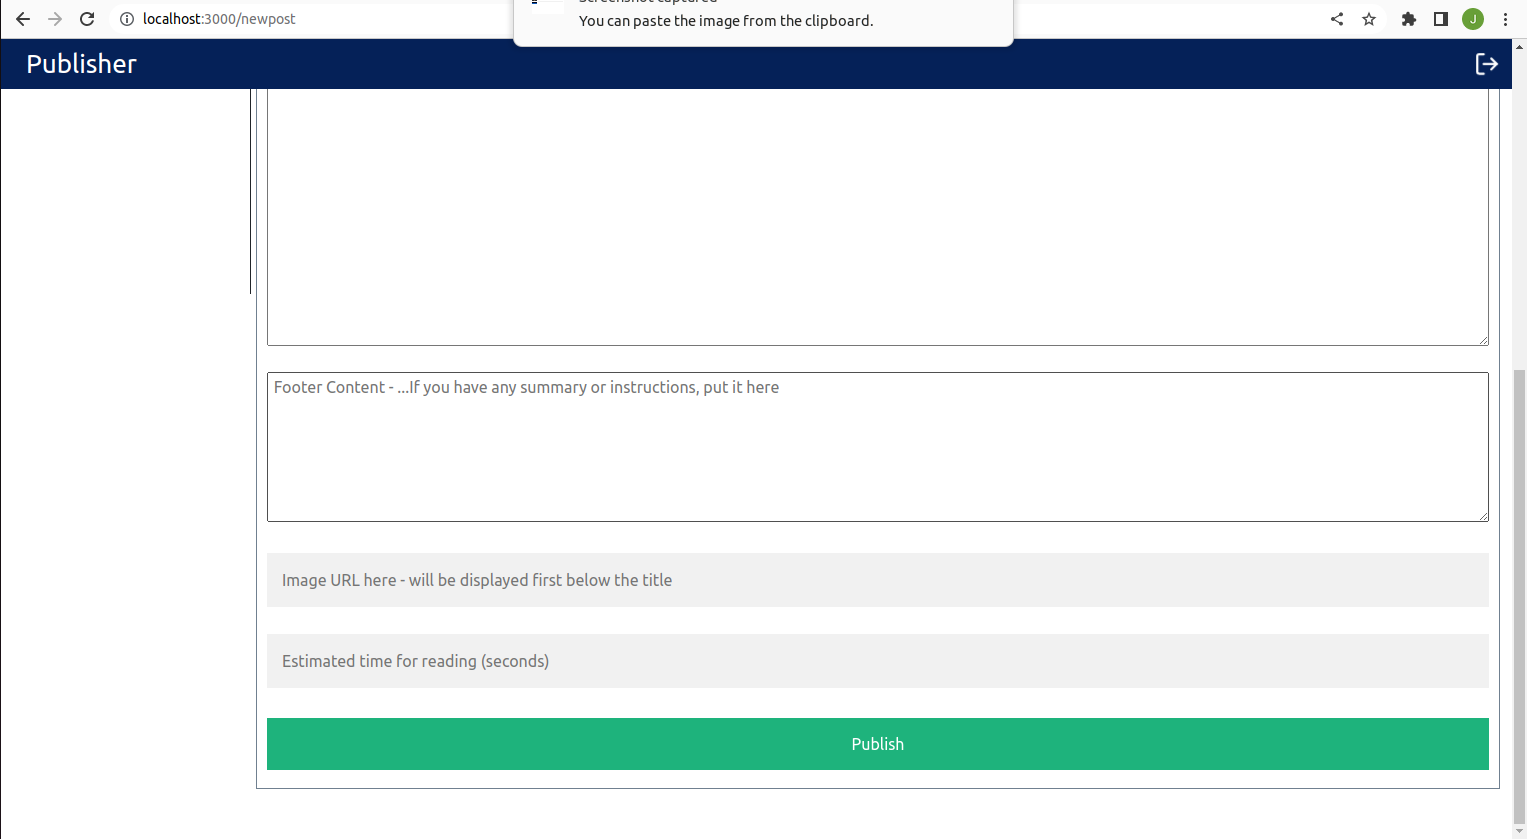 Screenshot captured
You can paste the image from the clipboard.
localhost:3000/newpost
J
Publisher
Footer Content - ...If you have any summary or instructions, put it here
Image URL here - will be displayed first below the title
Estimated time for reading (seconds)
Publish